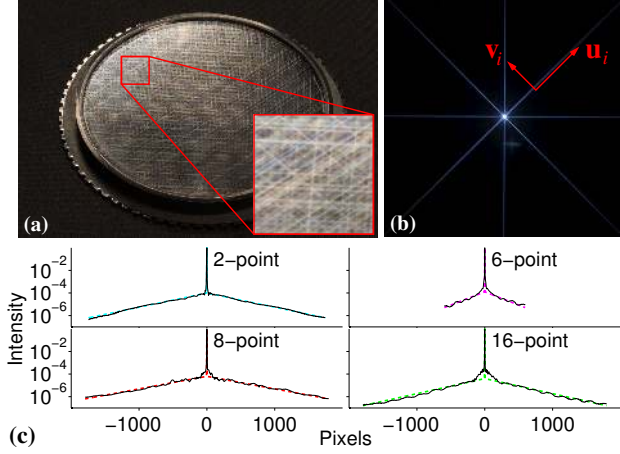 (a)
(b)
v_i
u_i
Intensity
10^-2
10^-4
10^-6
2-point
6-point
10^-2
10^-4
10^-6
8-point
16-point
−1000 0 1000
−1000 0 1000
Pixels
(c)